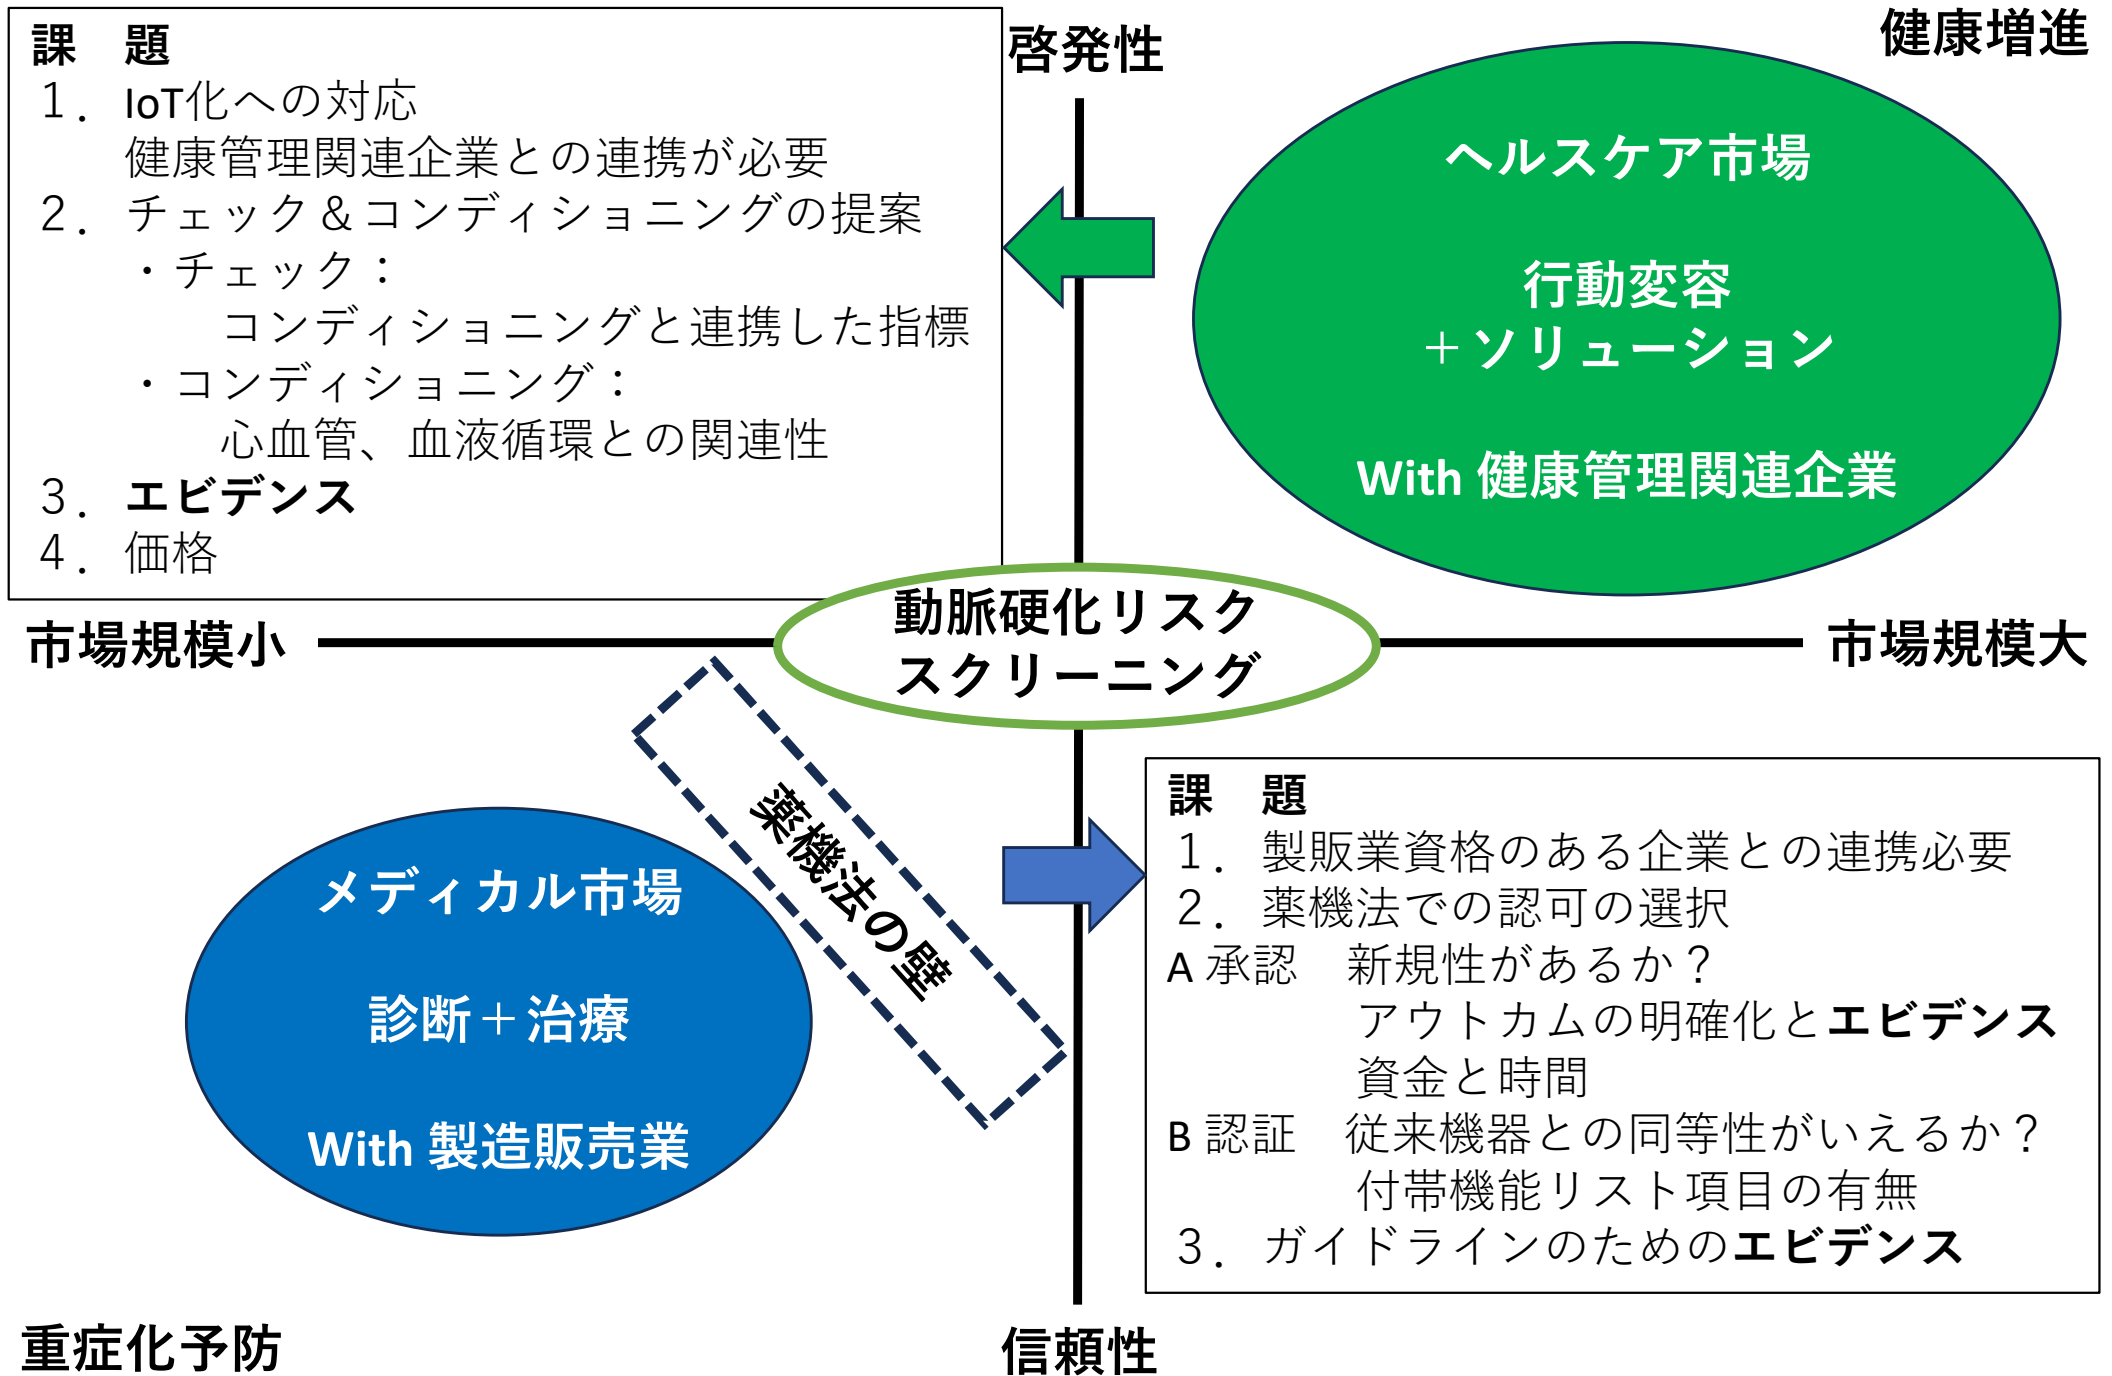 課　題
１．IoT化への対応
健康管理関連企業との連携が必要
２．チェック＆コンディショニングの提案
・チェック：
コンディショニングと連携した指標
・コンディショニング：
心血管、血液循環との関連性
３．エビデンス
４．価格
啓発性
健康増進
ヘルスケア市場
行動変容
＋ソリューション
With 健康管理関連企業
市場規模小
動脈硬化リスク
スクリーニング
市場規模大
薬機法の壁
メディカル市場
診断＋治療
With 製造販売業
課　題
１．製販業資格のある企業との連携必要
２．薬機法での認可の選択
A 承認　新規性があるか？
アウトカムの明確化とエビデンス
資金と時間
B 認証　従来機器との同等性がいえるか？
付帯機能リスト項目の有無
３．ガイドラインのためのエビデンス
重症化予防
信頼性